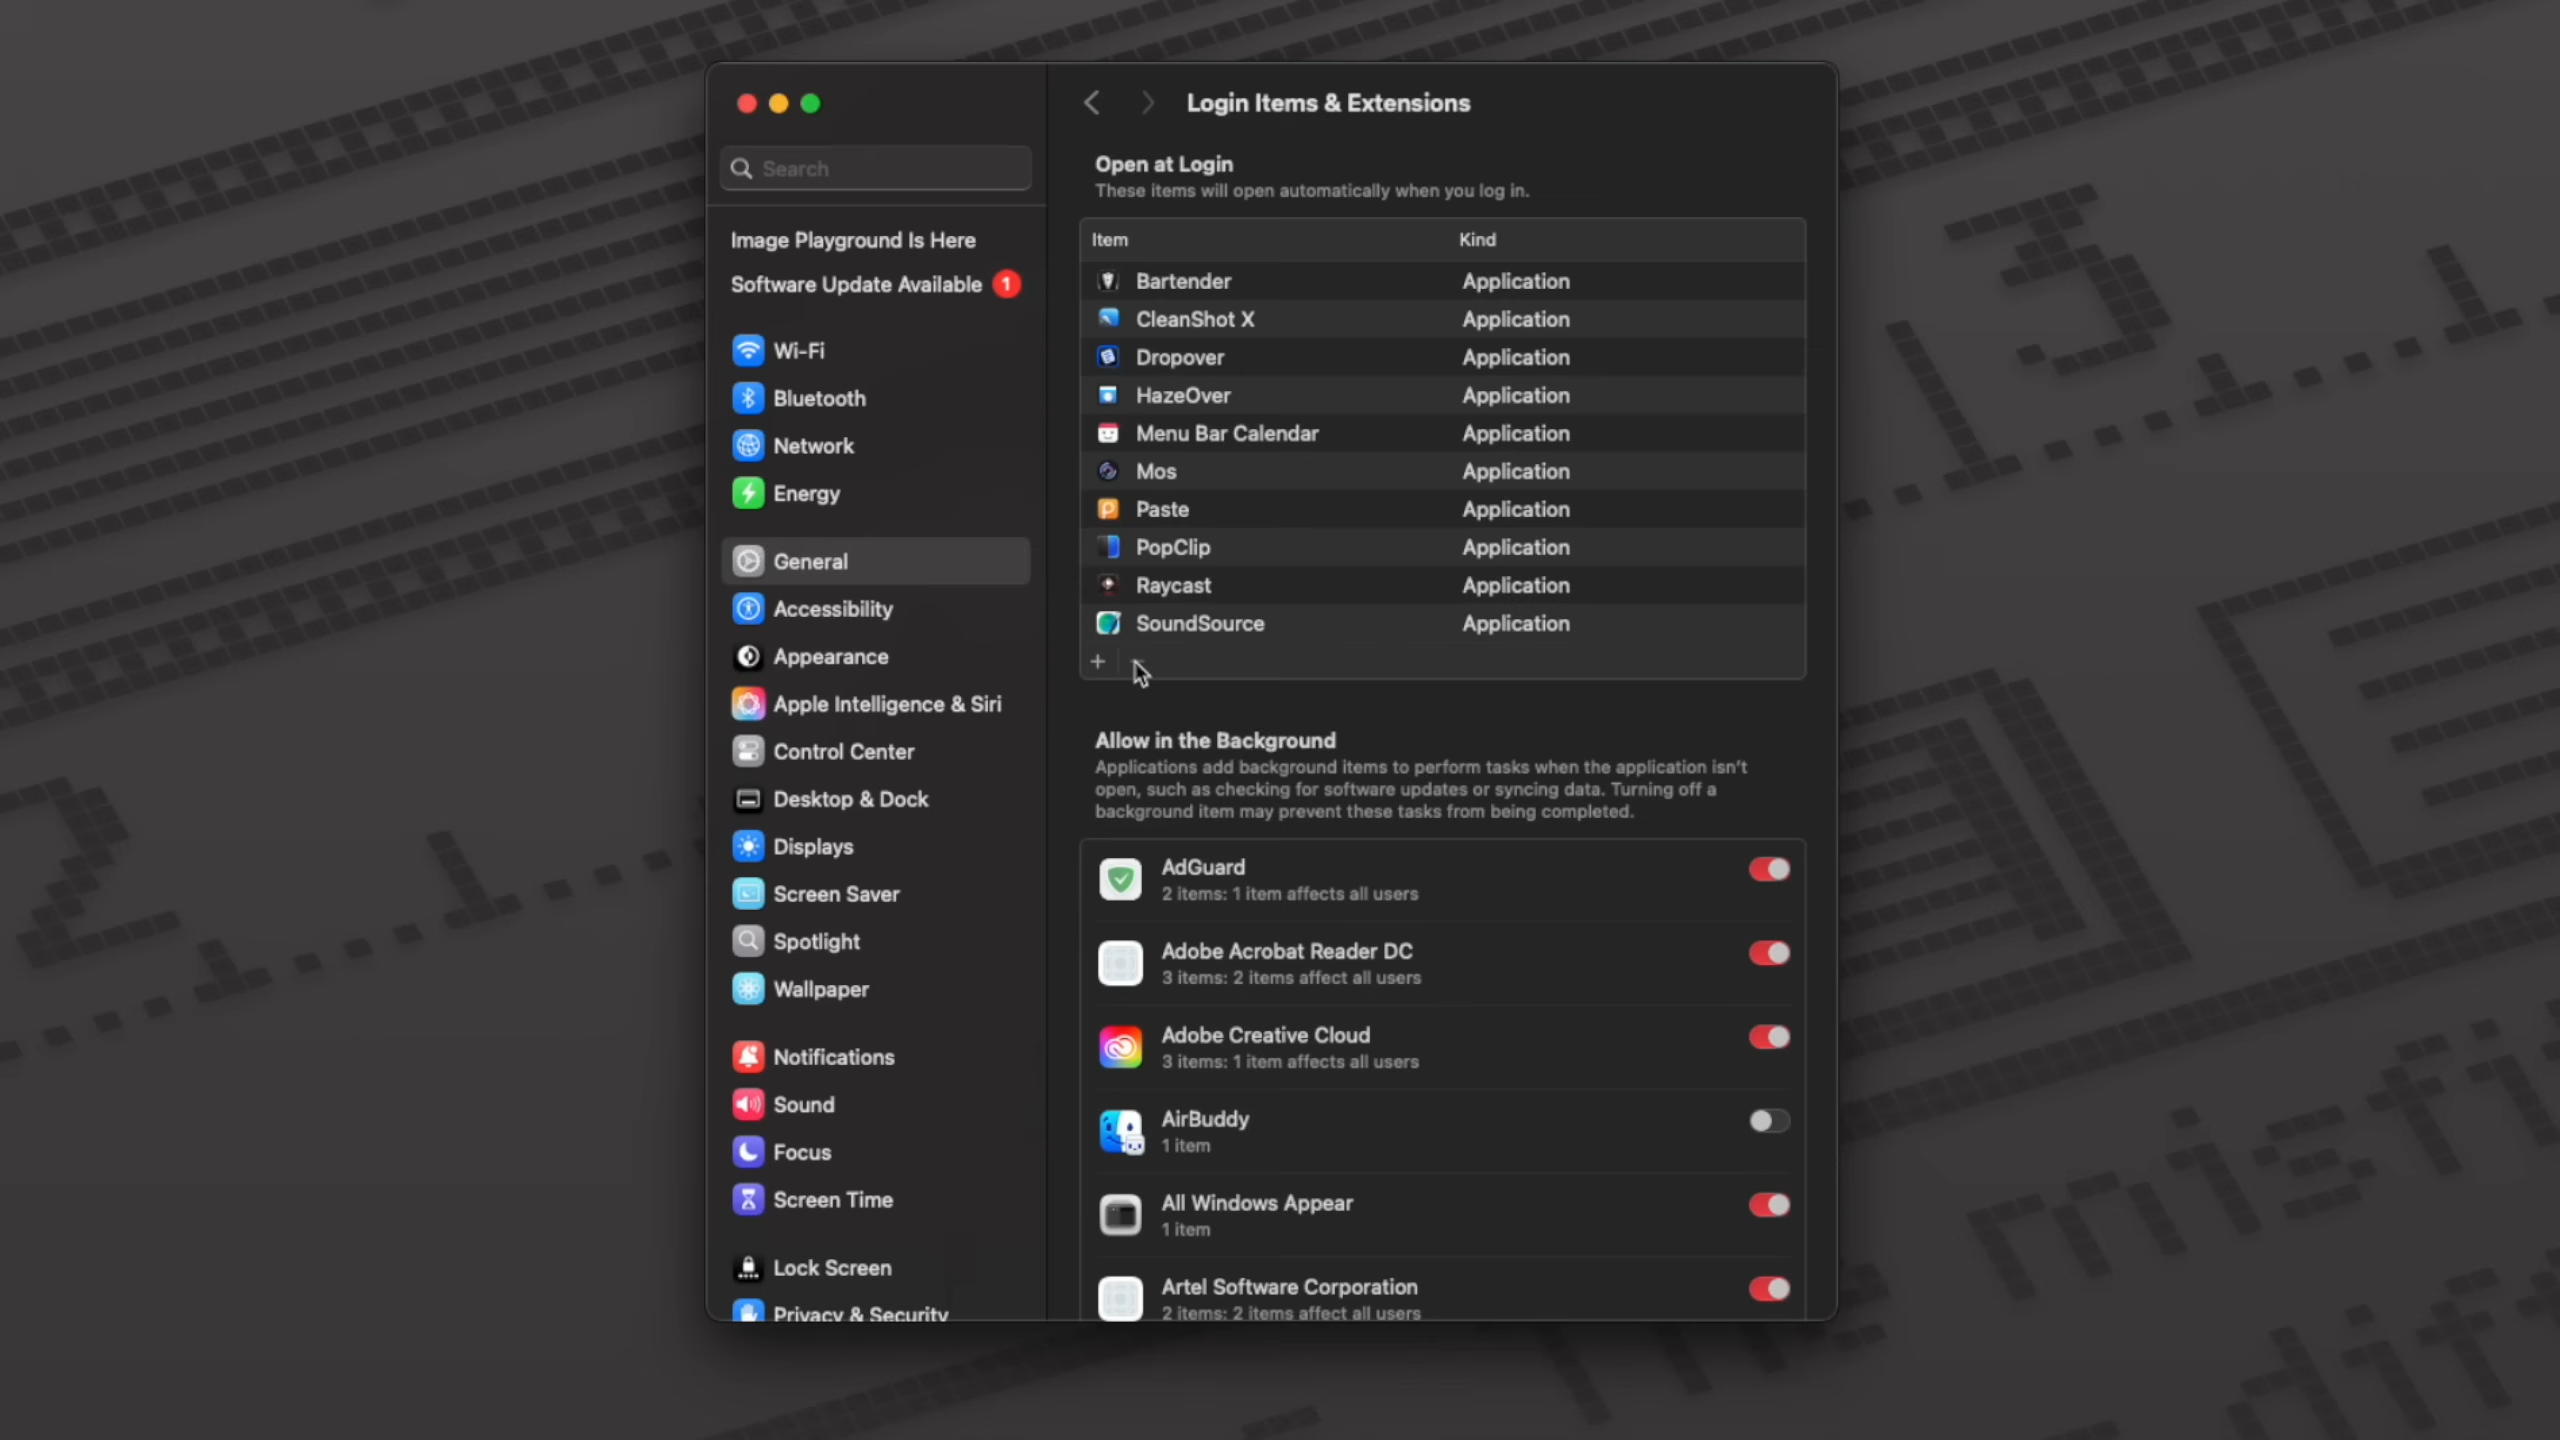 Login Items & Extensions
Search
Image Playground Is Here
Software Update Available 1
Wi-Fi
Bluetooth
Network
Energy
General
Accessibility
Appearance
Apple Intelligence & Siri
Control Center
Desktop & Dock
Displays
Screen Saver
Spotlight
Wallpaper
Notifications
Sound
Focus
Screen Time
Lock Screen
Privacy & Security
Open at Login
These items will open automatically when you log in.
Item Kind
Bartender Application
CleanShot X Application
Dropover Application
HazeOver Application
Menu Bar Calendar Application
Mos Application
Paste Application
PopClip Application
Raycast Application
SoundSource Application
+
Allow in the Background
Applications add background items to perform tasks when the application isn't
open, such as checking for software updates or syncing data. Turning off a
background item may prevent these tasks from being completed.
AdGuard
2 items: 1 item affects all users
Adobe Acrobat Reader DC
3 items: 2 items affect all users
Adobe Creative Cloud
3 items: 1 item affects all users
AirBuddy
1 item
All Windows Appear
1 item
Artel Software Corporation
2 items: 2 items affect all users